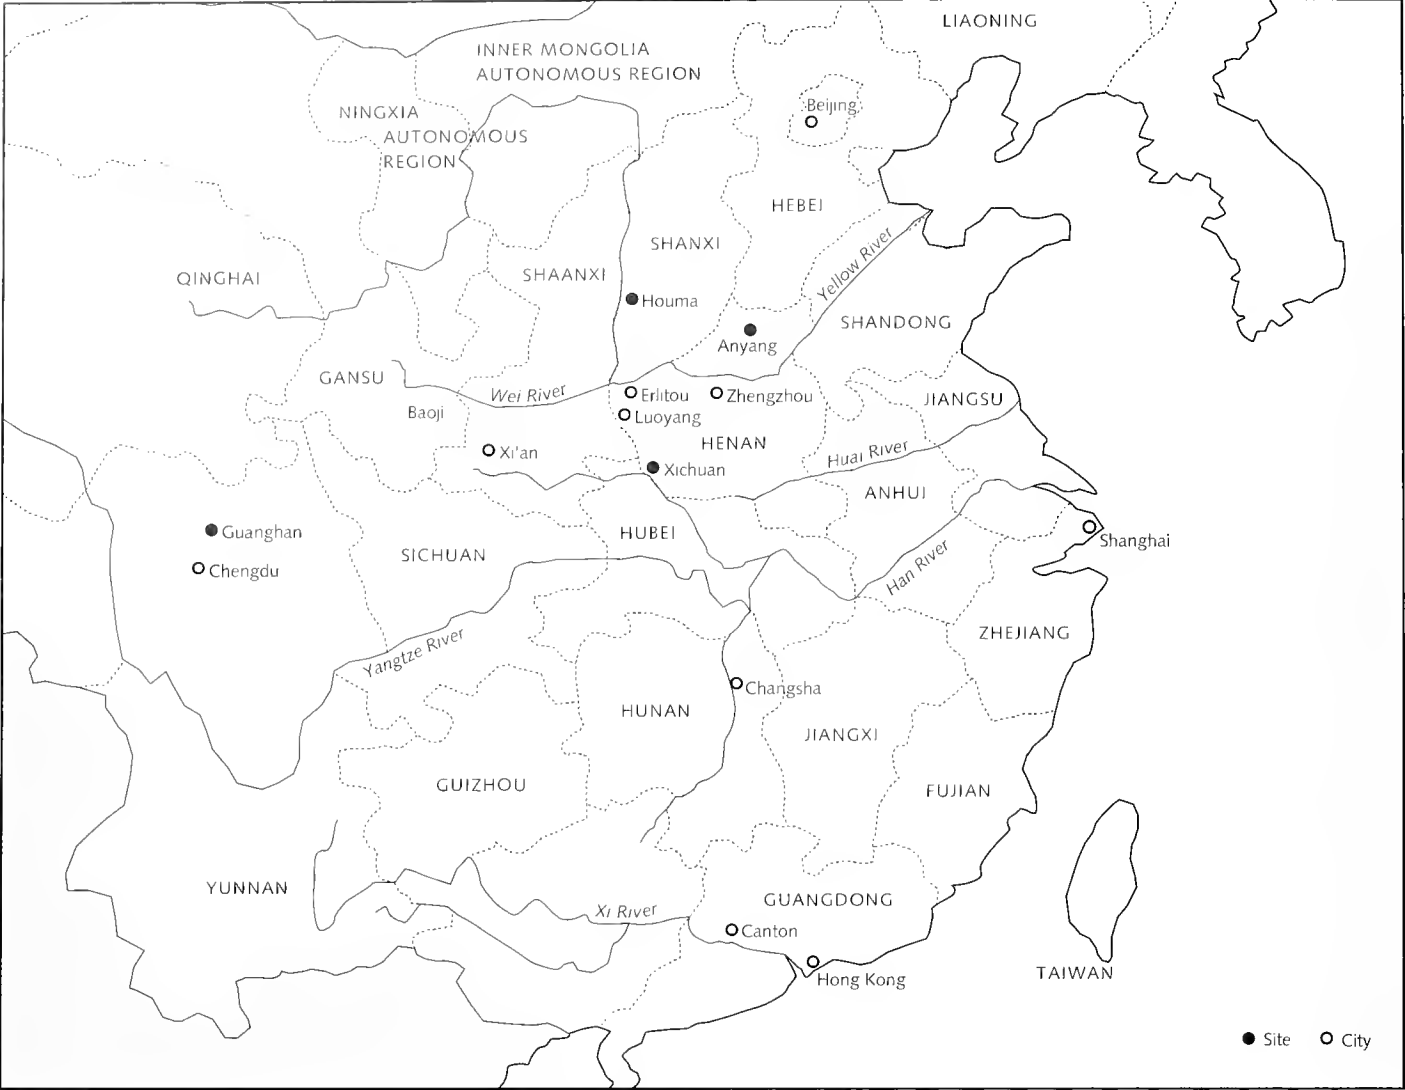 LIAONING
INNER MONGOLIA
AUTONOMOUS REGION
Beijing
NINGXIA
AUTONOMOUS
REGION
HEBEI
SHANXI
Yellow River
QINGHAI
SHAANXI
Houma
SHANDONG
Anyang
GANSU
Wei River
Erlitou
Zhengzhou
JIANGSU
Baoji
Luoyang
HENAN
Xi'an
Huai River
Xichuan
ANHUI
Guanghan
HUBEI
Shanghai
SICHUAN
Chengdu
Han River
ZHEJIANG
Yangtze River
Changsha
HUNAN
JIANGXI
GUIZHOU
FUJIAN
YUNNAN
GUANGDONG
Xi River
Canton
TAIWAN
Hong Kong
Site City